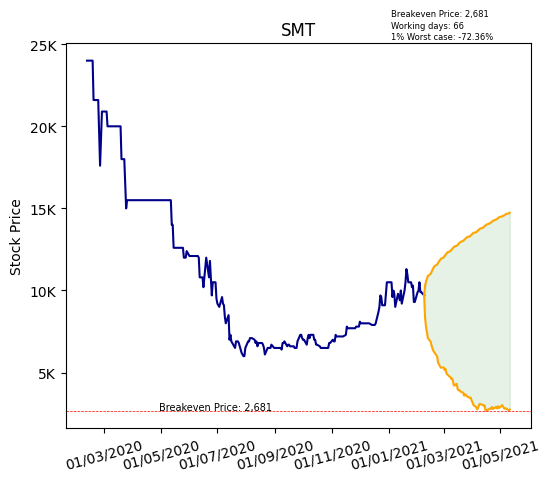 Breakeven Price: 2,681
Working days: 66
1% Worst case: -72.36%
SMT
25K
20K
15K
10K
5K
Stock Price
Breakeven Price: 2,681
01/03/2020
01/05/2020
01/07/2020
01/09/2020
01/11/2020
01/01/2021
01/03/2021
01/05/2021